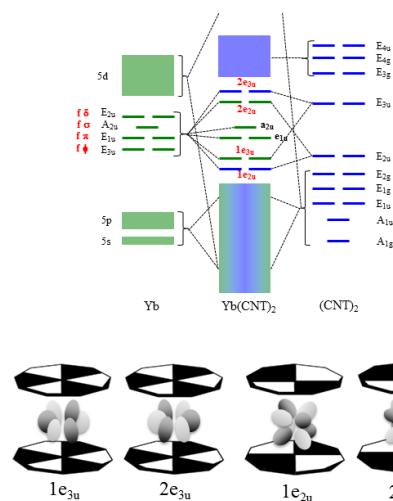 5d
f δ E₂ᵤ
f σ A₂ᵤ
f π E₁ᵤ
f ϕ E₃ᵤ
5p
5s
2e₃ᵤ
2e₂ᵤ
a₂ᵤ
e₁ᵤ
1e₃ᵤ
1e₂ᵤ
E₄ᵤ
E₄g
E₃g
E₃ᵤ
E₂ᵤ
E₂g
E₁g
E₁ᵤ
A₁ᵤ
A₁g
Yb Yb(CNT)₂ (CNT)₂
1e₃ᵤ 2e₃ᵤ 1e₂ᵤ 2